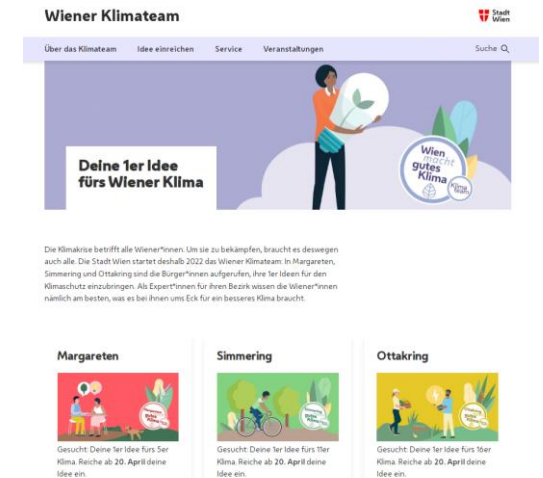 Wiener Klimateam
Stadt
Wien
Über das Klimateam Idee einreichen Service Veranstaltungen Suche
Deine 1er Idee
fürs Wiener Klima
Wien
macht
gutes
Klima
Klima
team
Die Klimakrise betrifft alle Wiener*innen. Um sie zu bekämpfen, braucht es deswegen
auch alle. Die Stadt Wien startet deshalb 2022 das Wiener Klimateam: In Margareten,
Simmering und Ottakring sind die Bürger*innen aufgerufen, ihre 1er Ideen für den
Klimaschutz einzubringen. Als Expert*innen für ihren Bezirk wissen die Wiener*innen
nämlich am besten, was es bei ihnen ums Eck für ein besseres Klima braucht.
Margareten
Gesucht: Deine 1er Idee fürs 5er
Klima. Reiche ab 20. April deine
Idee ein.
Simmering
Gesucht: Deine 1er Idee fürs 11er
Klima. Reiche ab 20. April deine
Idee ein.
Ottakring
Gesucht: Deine 1er Idee fürs 16er
Klima. Reiche ab 20. April deine
Idee ein.